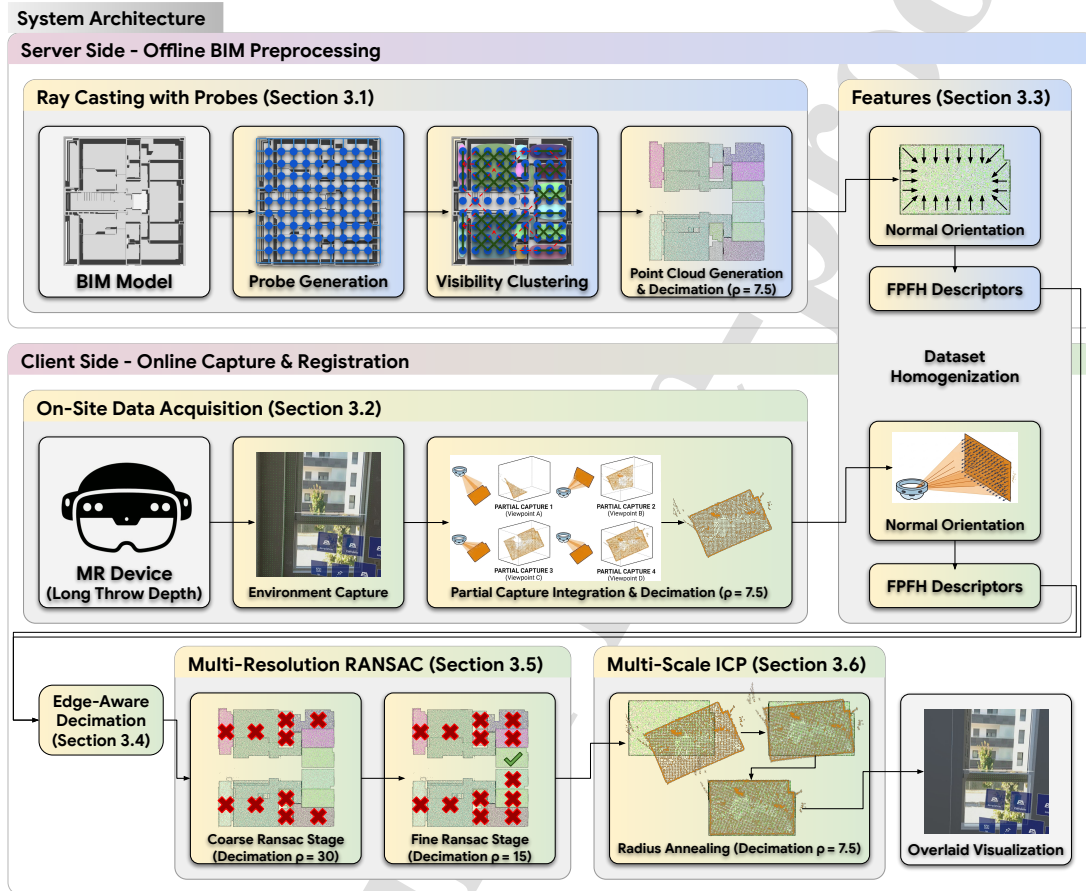 System Architecture
Server Side - Offline BIM Preprocessing
Ray Casting with Probes (Section 3.1)
BIM Model
Probe Generation
Visibility Clustering
Point Cloud Generation
& Decimation (ρ = 7.5)
Features (Section 3.3)
Normal Orientation
FPFH Descriptors
Dataset
Homogenization
Normal Orientation
FPFH Descriptors
Client Side - Online Capture & Registration
On-Site Data Acquisition (Section 3.2)
MR Device
(Long Throw Depth)
Environment Capture
PARTIAL CAPTURE 1
(Viewpoint A)
PARTIAL CAPTURE 2
(Viewpoint B)
PARTIAL CAPTURE 3
(Viewpoint C)
PARTIAL CAPTURE 4
(Viewpoint D)
Partial Capture Integration & Decimation (ρ = 7.5)
Edge-Aware
Decimation
(Section 3.4)
Multi-Resolution RANSAC (Section 3.5)
Coarse Ransac Stage
(Decimation ρ = 30)
Fine Ransac Stage
(Decimation ρ = 15)
Multi-Scale ICP (Section 3.6)
Radius Annealing (Decimation ρ = 7.5)
Overlaid Visualization